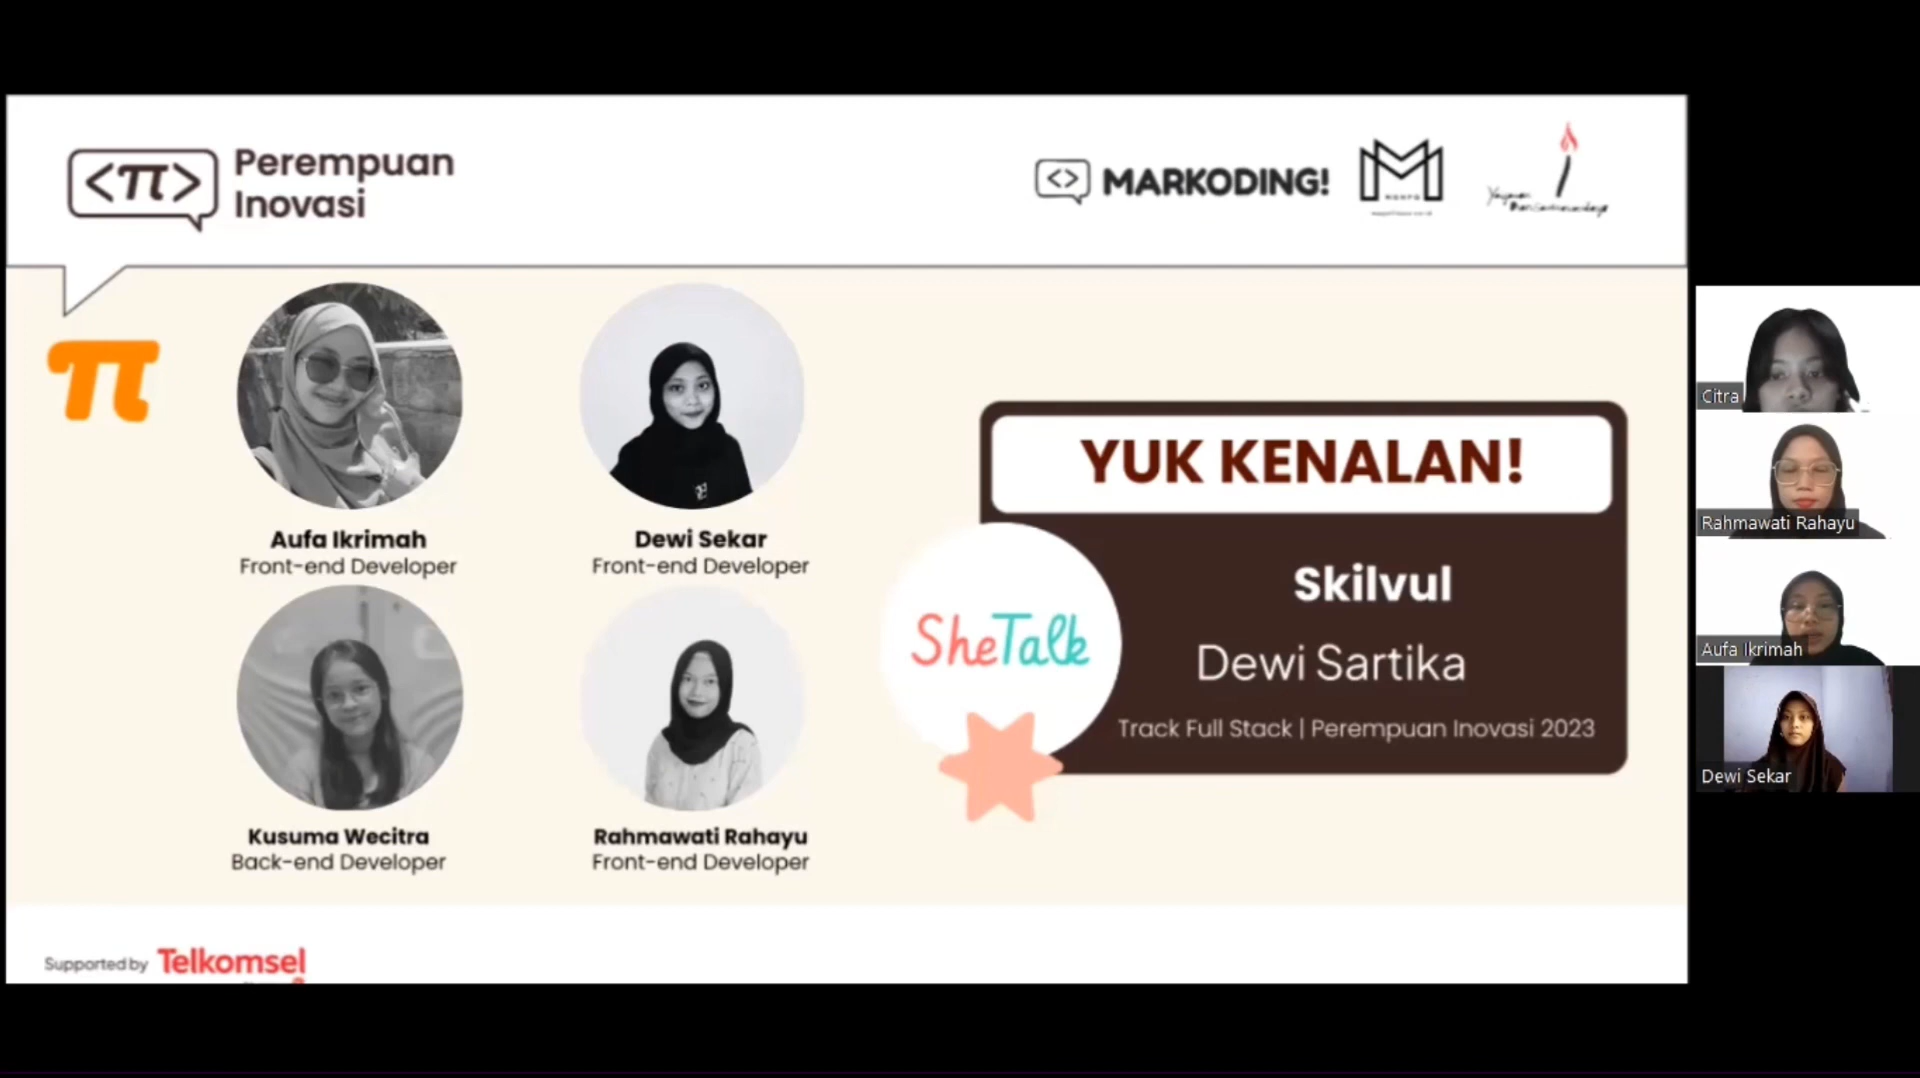 <π> Perempuan
Inovasi
<> MARKODING!
π
Aufa Ikrimah
Front-end Developer
Dewi Sekar
Front-end Developer
Kusuma Wecitra
Back-end Developer
Rahmawati Rahayu
Front-end Developer
YUK KENALAN!
SheTalk
Skilvul
Dewi Sartika
Track Full Stack | Perempuan Inovasi 2023
Supported by Telkomsel
Citra
Rahmawati Rahayu
Aufa Ikrimah
Dewi Sekar